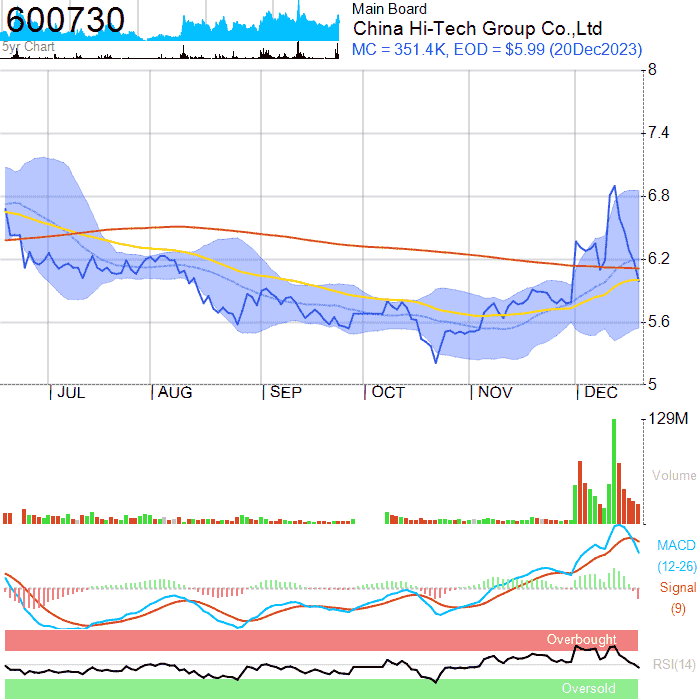 600730
Main Board
China Hi-Tech Group Co.,Ltd
5yr Chart
MC = 351.4K, EOD = $5.99 (20Dec2023)
8
7.4
6.8
6.2
5.6
5
JUL AUG SEP OCT NOV DEC
129M
Volume
MACD
(12-26)
Signal
(9)
Overbought
RSI(14)
Oversold